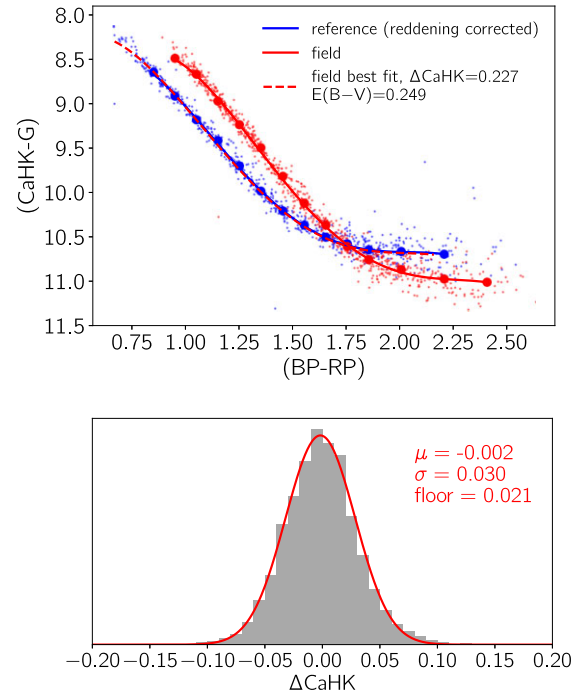 8.0
8.5
9.0
9.5
10.0
10.5
11.0
11.5
(CaHK-G)
reference (reddening corrected)
field
field best fit, ΔCaHK=0.227
E(B−V)=0.249
0.75 1.00 1.25 1.50 1.75 2.00 2.25 2.50
(BP-RP)
μ = -0.002
σ = 0.030
floor = 0.021
−0.20 −0.15 −0.10 −0.05 0.00 0.05 0.10 0.15 0.20
ΔCaHK